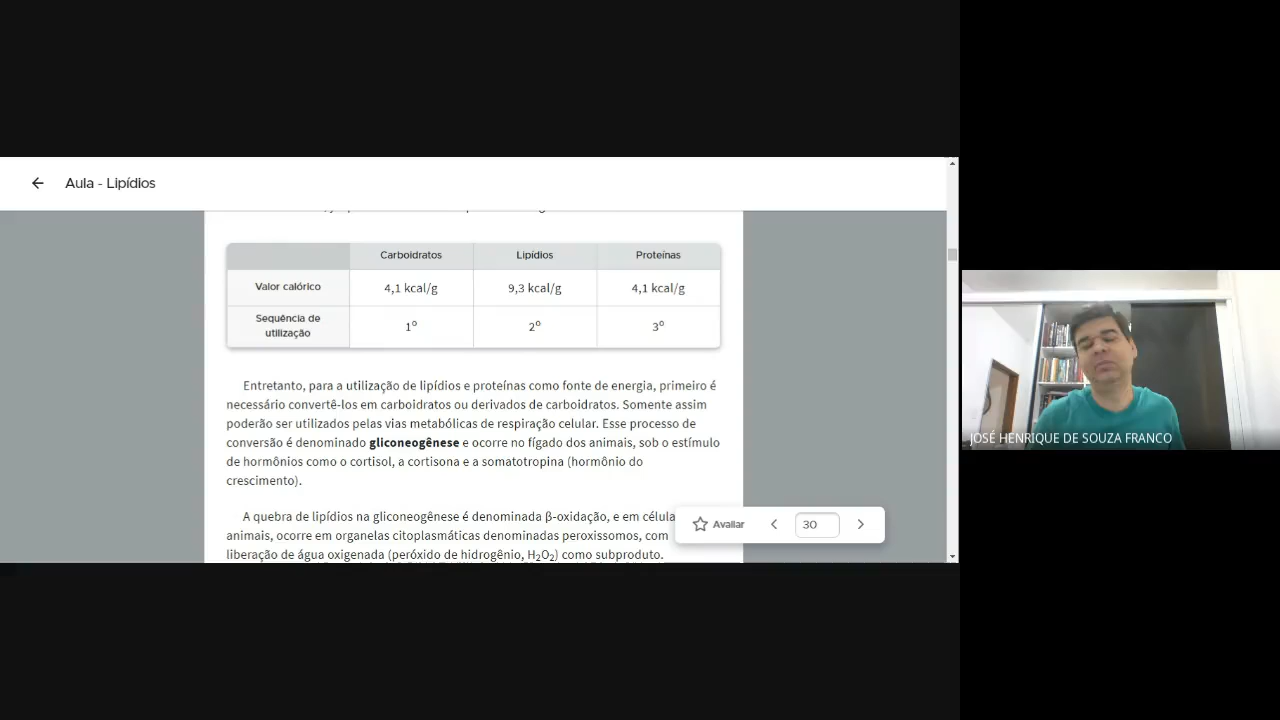 Aula - Lipídios
Carboidratos Lipídios Proteínas
Valor calórico 4,1 kcal/g 9,3 kcal/g 4,1 kcal/g
Sequência de utilização 1º 2º 3º
Entretanto, para a utilização de lipídios e proteínas como fonte de energia, primeiro é
necessário convertê-los em carboidratos ou derivados de carboidratos. Somente assim
poderão ser utilizados pelas vias metabólicas de respiração celular. Esse processo de
conversão é denominado gliconeogênese e ocorre no fígado dos animais, sob o estímulo
de hormônios como o cortisol, a cortisona e a somatotropina (hormônio do
crescimento).
A quebra de lipídios na gliconeogênese é denominada β-oxidação, e em célula
animais, ocorre em organelas citoplasmáticas denominadas peroxissomos, com
liberação de água oxigenada (peróxido de hidrogênio, H₂O₂) como subproduto.
Avaliar 30
JOSÉ HENRIQUE DE SOUZA FRANCO